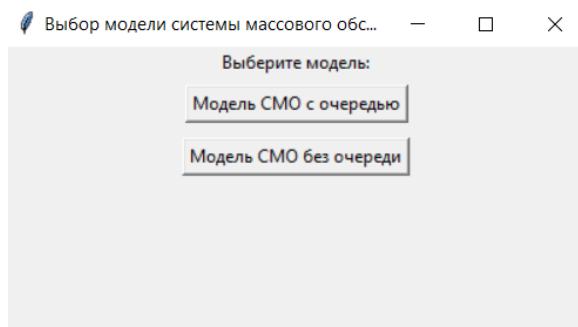 Выбор модели системы массового обс...
Выберите модель:
Модель СМО с очередью
Модель СМО без очереди